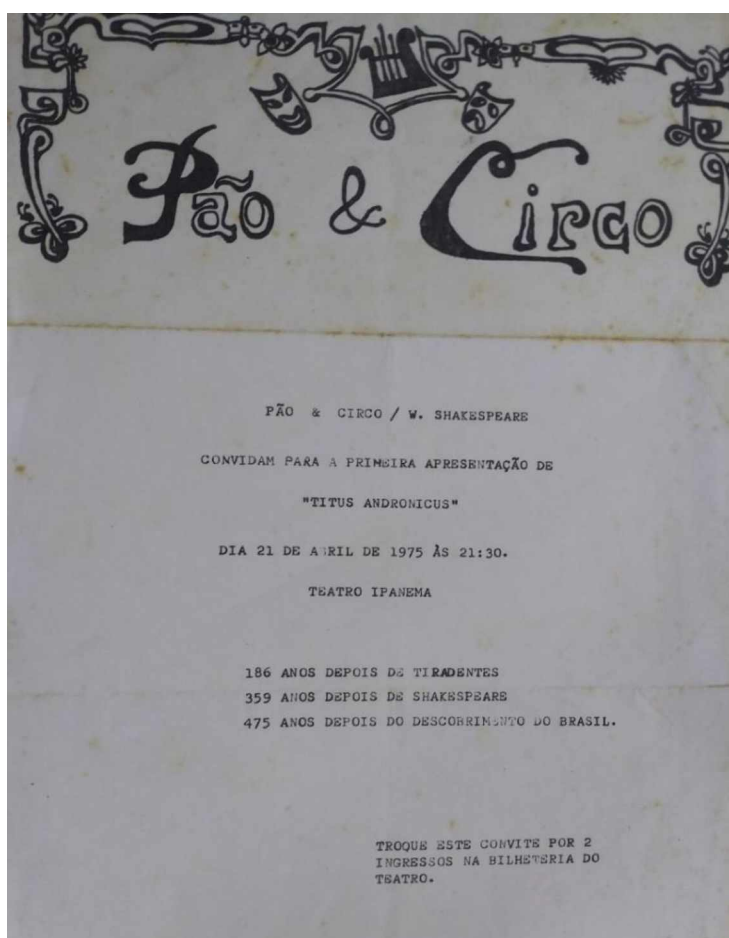 Pão & Circo
PÃO & CIRCO / W. SHAKESPEARE
CONVIDAM PARA A PRIMEIRA APRESENTAÇÃO DE
"TITUS ANDRONICUS"
DIA 21 DE ABRIL DE 1975 ÀS 21:30.
TEATRO IPANEMA
186 ANOS DEPOIS DE TIRADENTES
359 ANOS DEPOIS DE SHAKESPEARE
475 ANOS DEPOIS DO DESCOBRIMENTO DO BRASIL.
TROQUE ESTE CONVITE POR 2
INGRESSOS NA BILHETERIA DO
TEATRO.